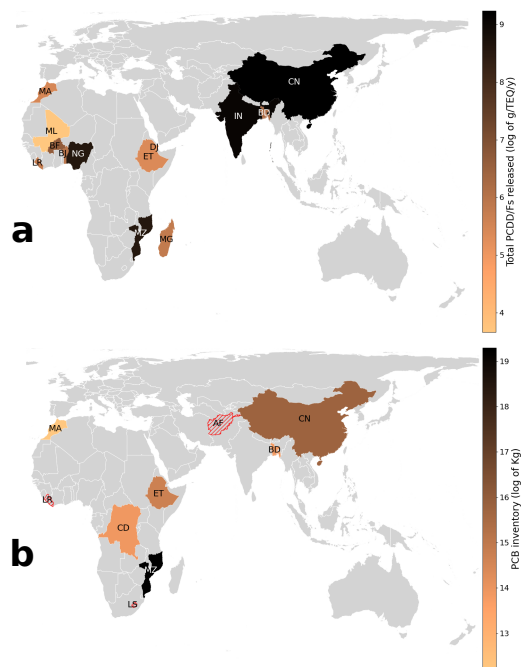 9
CN
MA
IN
BD
8
ML
BF
BJ
NG
DJ
LR
ET
7
6
MZ
MG
a
5
4
Total PCDD/Fs released (log of g/TEQ/y)
19
18
AF
CN
MA
17
BD
LR
ET
16
CD
15
b
MZ
14
LS
13
PCB inventory (log of Kg)